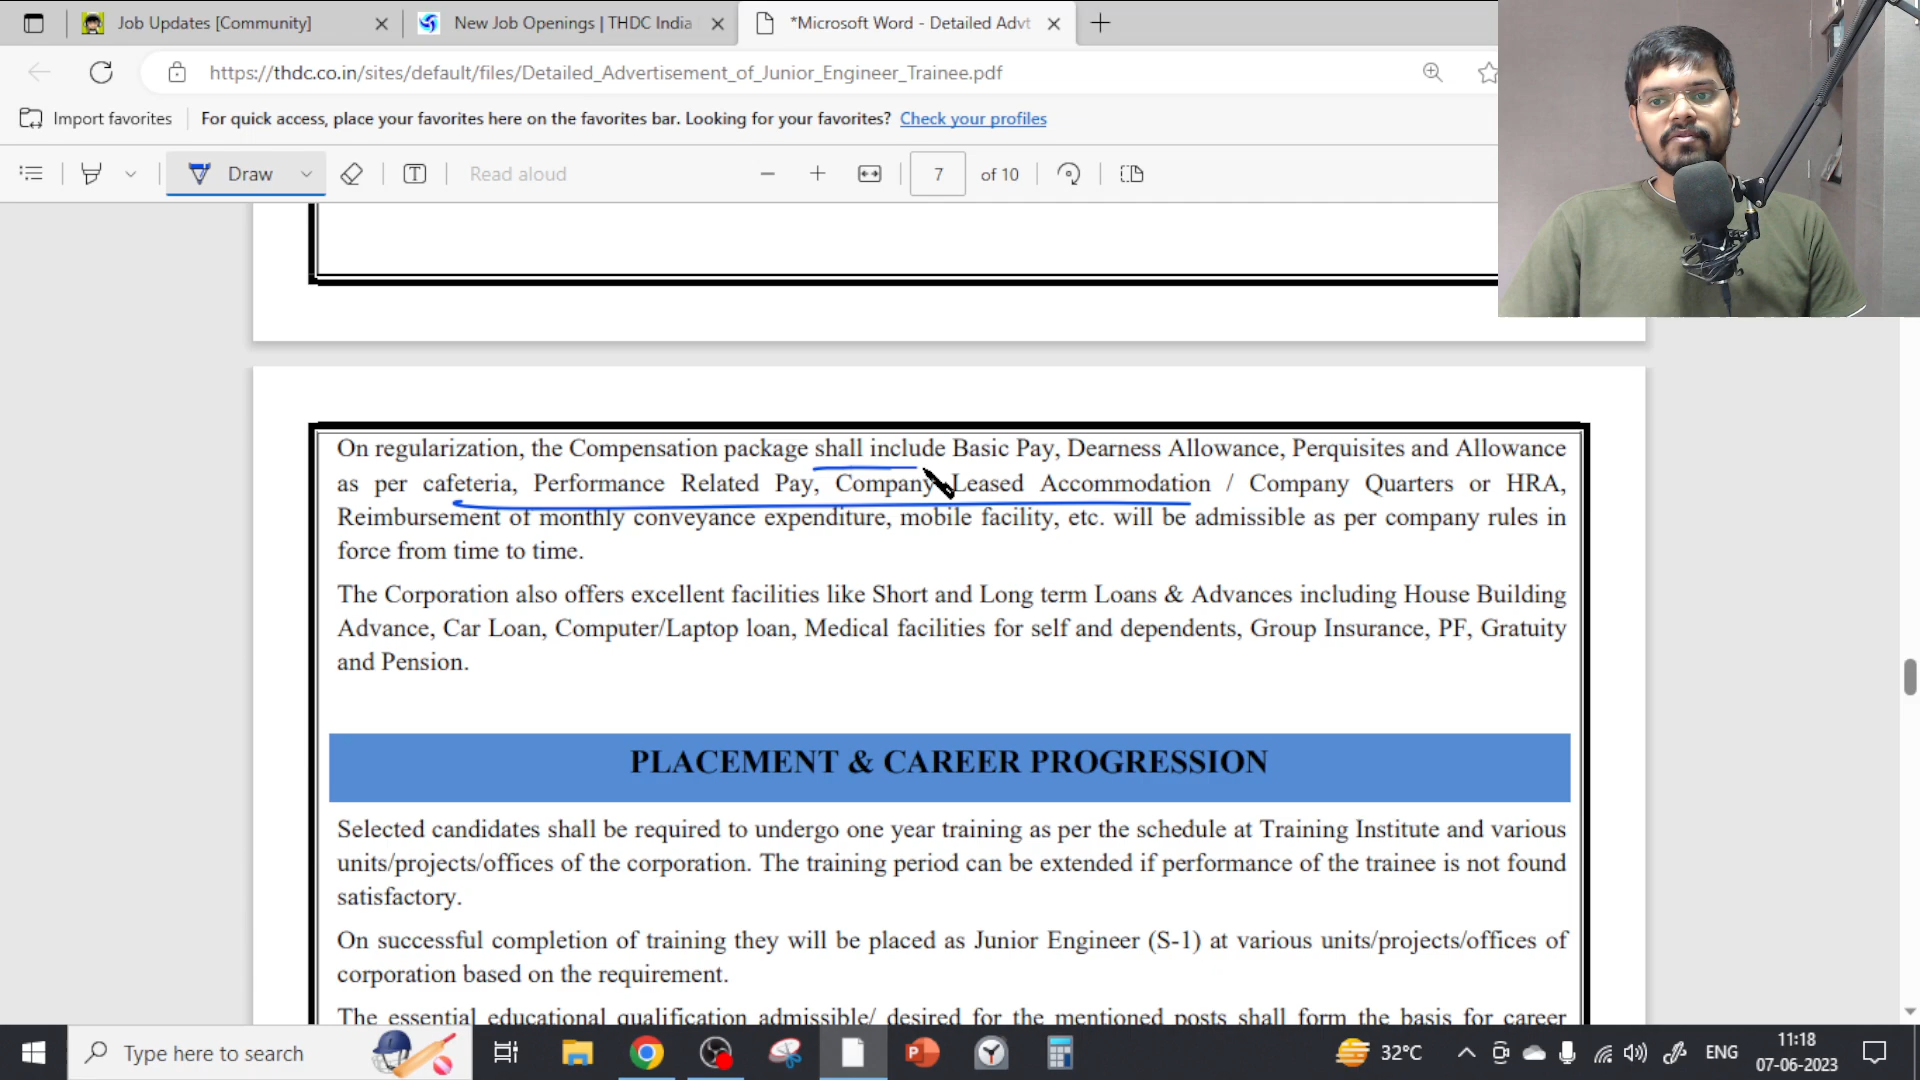 Job Updates [Community]
New Job Openings | THDC India
*Microsoft Word - Detailed Advt
https://thdc.co.in/sites/default/files/Detailed_Advertisement_of_Junior_Engineer_Trainee.pdf
Import favorites
For quick access, place your favorites here on the favorites bar. Looking for your favorites? Check your profiles
Draw
Read aloud
7 of 10
On regularization, the Compensation package shall include Basic Pay, Dearness Allowance, Perquisites and Allowance
as per cafeteria, Performance Related Pay, Company Leased Accommodation / Company Quarters or HRA,
Reimbursement of monthly conveyance expenditure, mobile facility, etc. will be admissible as per company rules in
force from time to time.
The Corporation also offers excellent facilities like Short and Long term Loans & Advances including House Building
Advance, Car Loan, Computer/Laptop loan, Medical facilities for self and dependents, Group Insurance, PF, Gratuity
and Pension.
PLACEMENT & CAREER PROGRESSION
Selected candidates shall be required to undergo one year training as per the schedule at Training Institute and various
units/projects/offices of the corporation. The training period can be extended if performance of the trainee is not found
satisfactory.
On successful completion of training they will be placed as Junior Engineer (S-1) at various units/projects/offices of
corporation based on the requirement.
The essential educational qualification admissible/ desired for the mentioned posts shall form the basis for career
Type here to search
32°C
ENG
11:18
07-06-2023